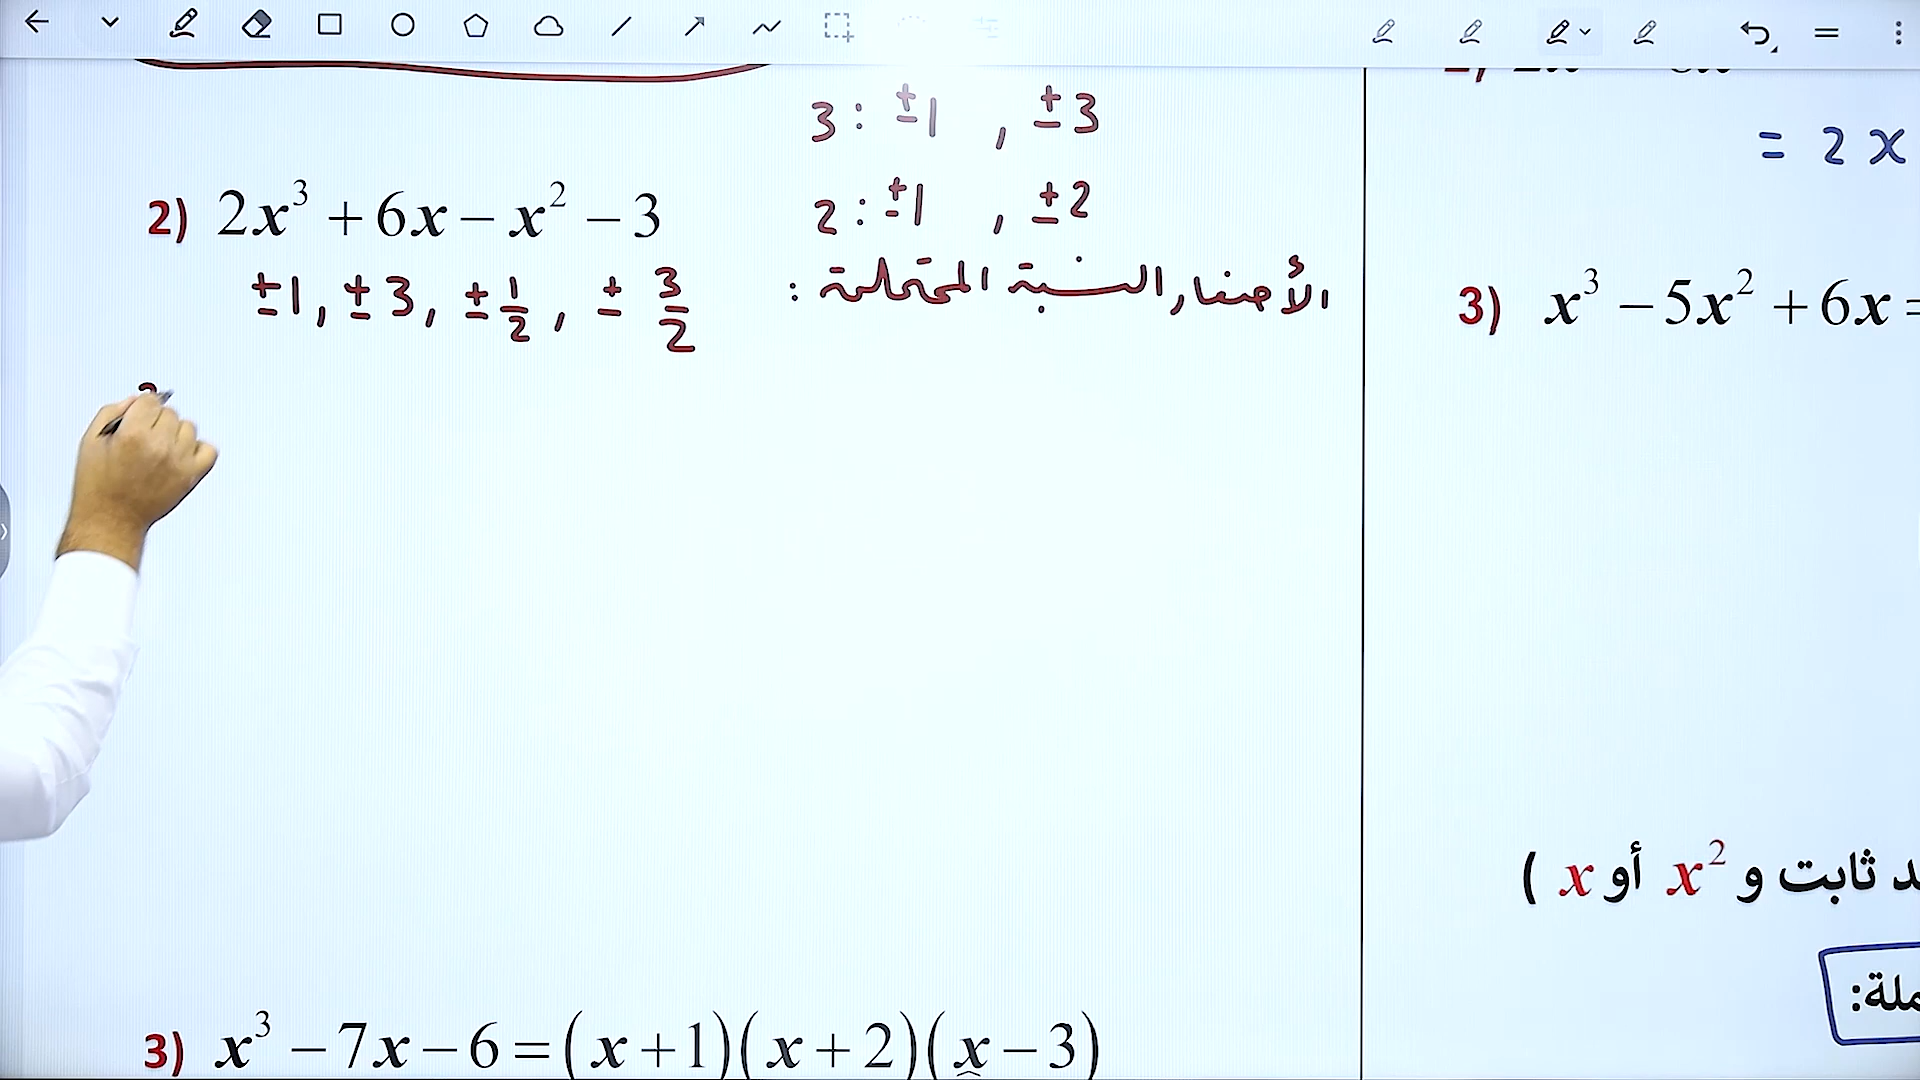 3 : ±1 , ±3
2 : ±1 , ±2
2) 2x³ + 6x − x² − 3
الأصفار النسبية المحتملة :
±1 , ±3 , ±1/2 , ±3/2
3) x³ − 7x − 6 = (x + 1)(x + 2)(x − 3)
= 2x
3) x³ − 5x² + 6x =
ثابت و x² أو x )